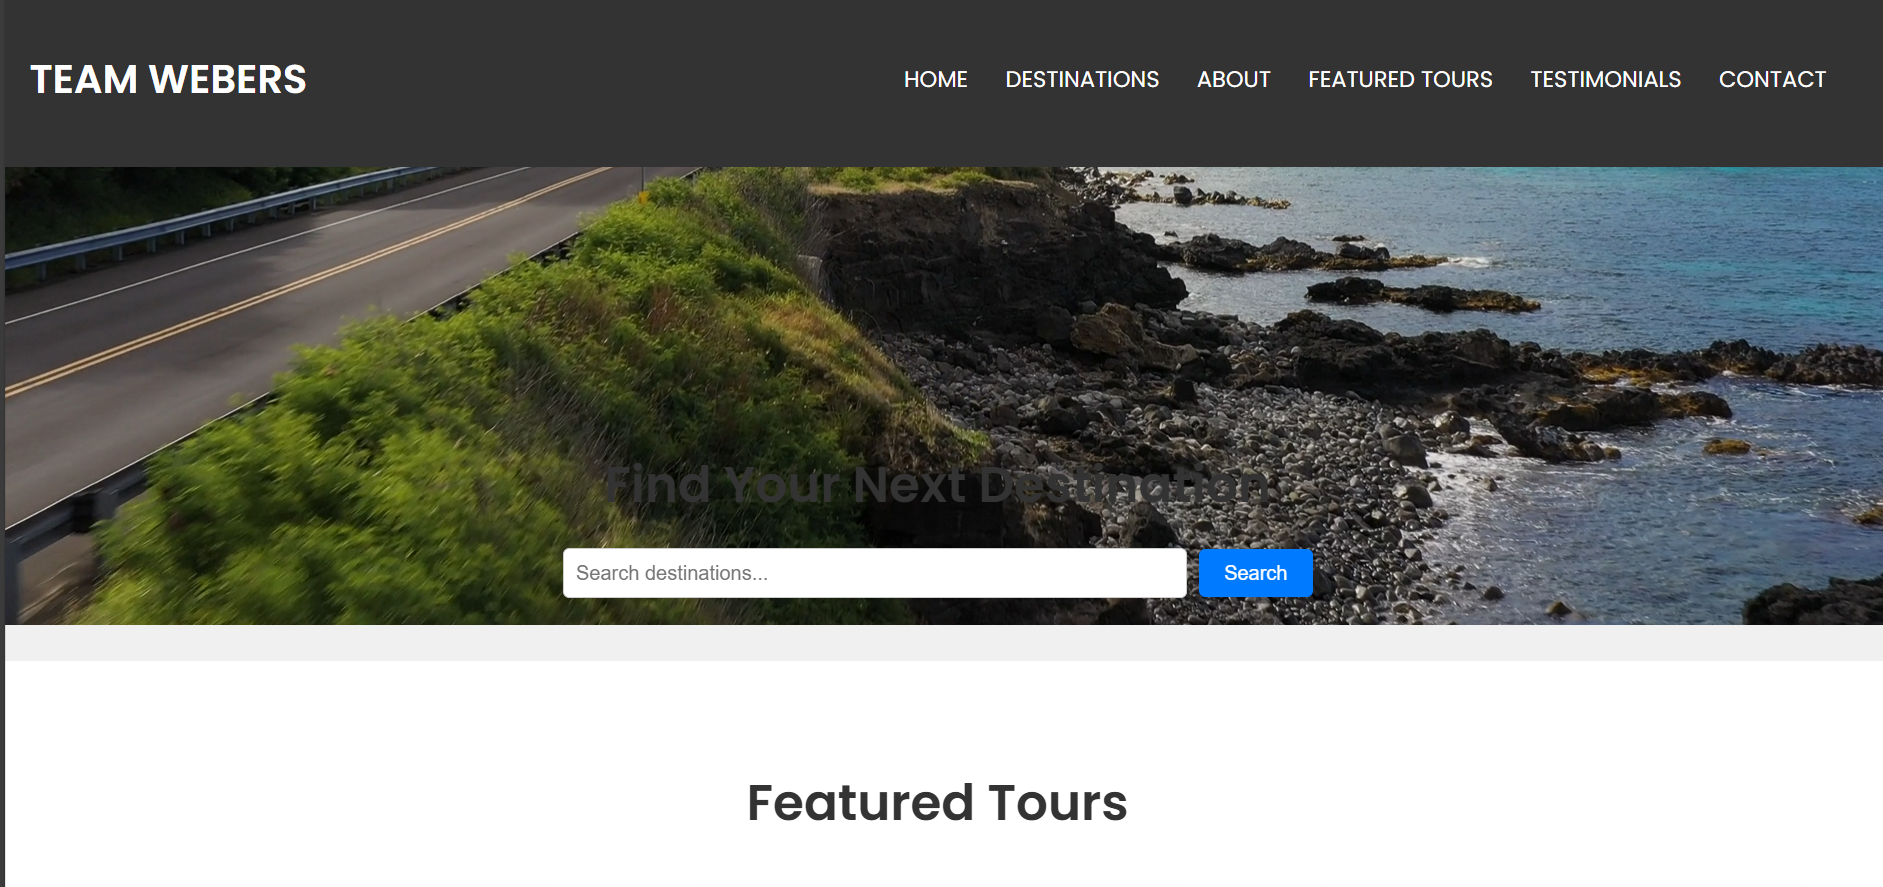 TEAM WEBERS
HOME DESTINATIONS ABOUT FEATURED TOURS TESTIMONIALS CONTACT
Find Your Next Destination
Search destinations... Search
Featured Tours